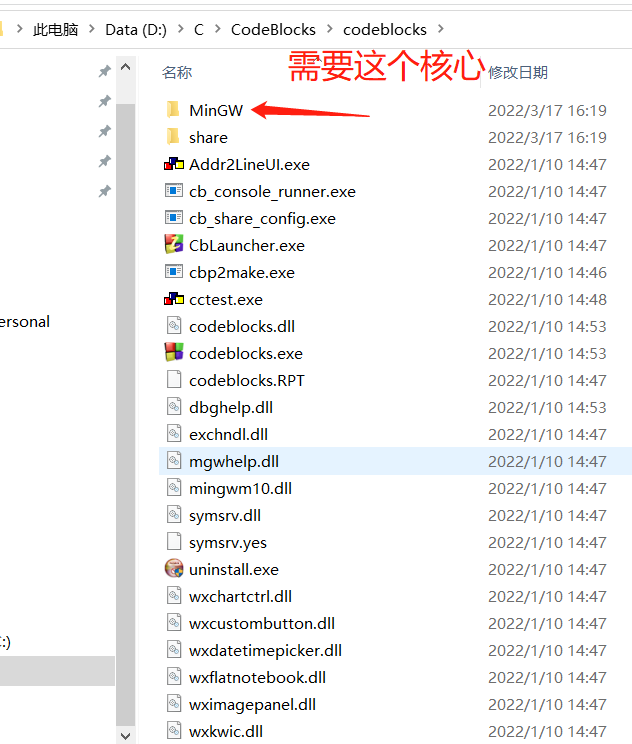 此电脑 > Data (D:) > C > CodeBlocks > codeblocks >
需要这个核心
名称 修改日期
MinGW 2022/3/17 16:19
share 2022/3/17 16:19
Addr2LineUI.exe 2022/1/10 14:47
cb_console_runner.exe 2022/1/10 14:47
cb_share_config.exe 2022/1/10 14:47
CbLauncher.exe 2022/1/10 14:47
cbp2make.exe 2022/1/10 14:46
cctest.exe 2022/1/10 14:48
ersonal
codeblocks.dll 2022/1/10 14:53
codeblocks.exe 2022/1/10 14:53
codeblocks.RPT 2022/1/10 14:47
dbghelp.dll 2022/1/10 14:53
exchndl.dll 2022/1/10 14:47
mgwhelp.dll 2022/1/10 14:47
mingwm10.dll 2022/1/10 14:47
symsrv.dll 2022/1/10 14:47
symsrv.yes 2022/1/10 14:47
uninstall.exe 2022/1/10 14:47
wxchartctrl.dll 2022/1/10 14:47
wxcustombutton.dll 2022/1/10 14:47
:)
wxdatetimepicker.dll 2022/1/10 14:47
wxflatnotebook.dll 2022/1/10 14:47
wximagepanel.dll 2022/1/10 14:47
wxkwic.dll 2022/1/10 14:47